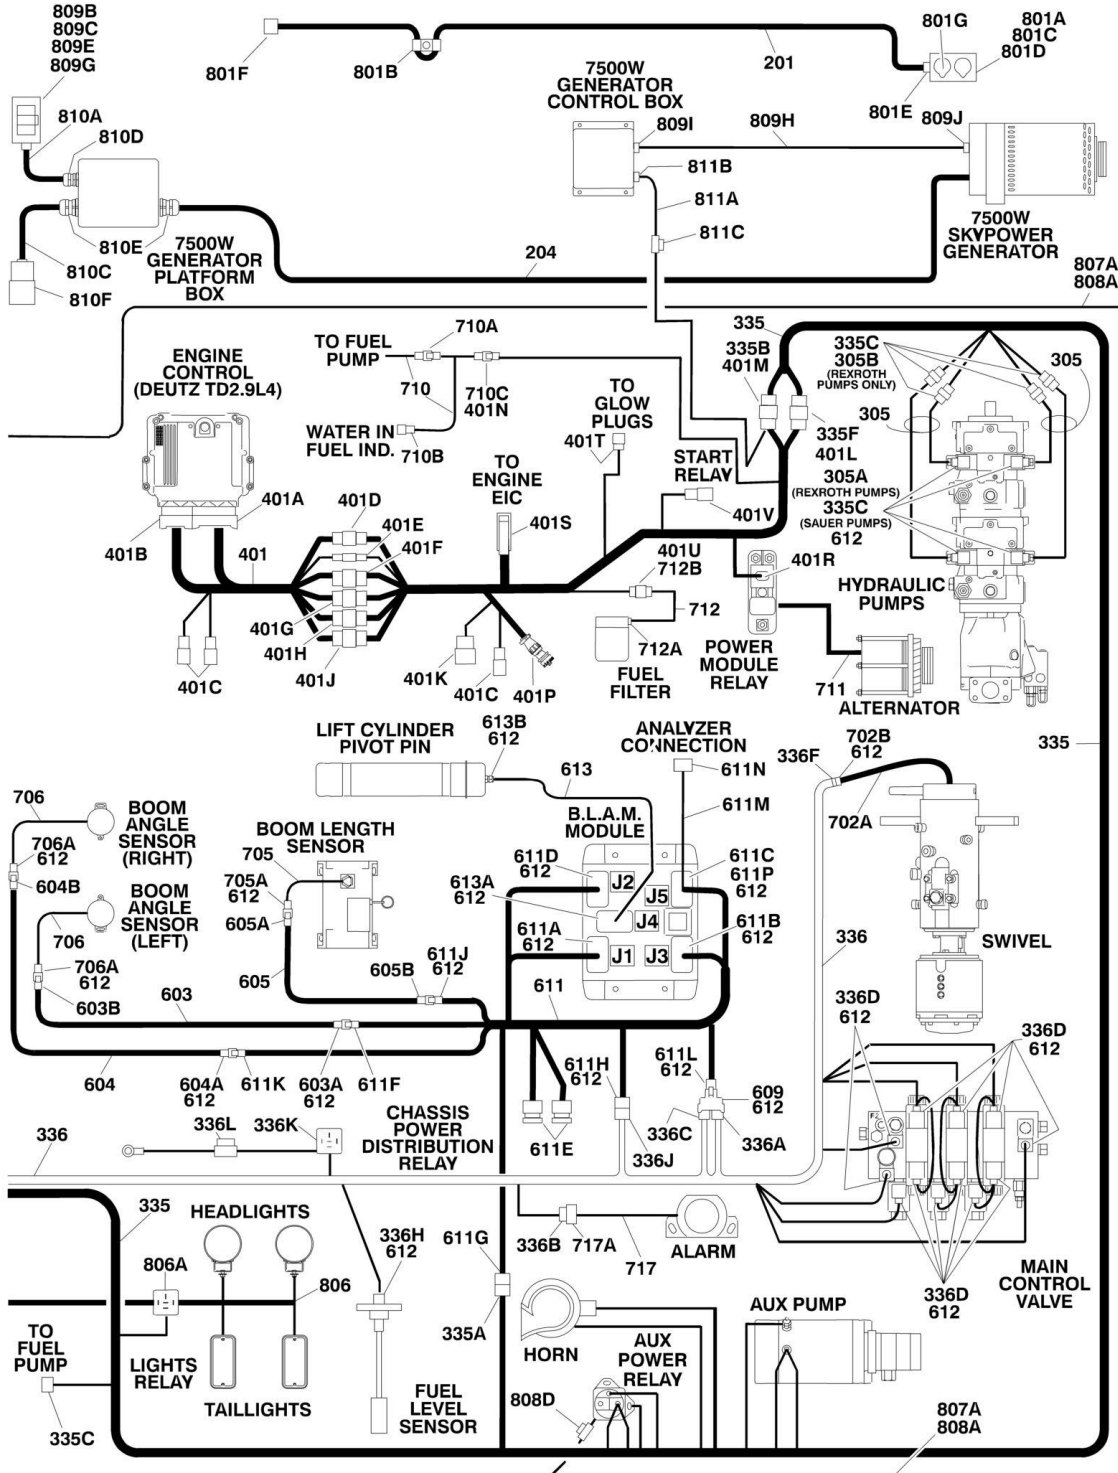 809B
809C
809E
809G
801F
801B
201
801G
801A
801C
801D
801E
810A
810D
7500W
GENERATOR
CONTROL BOX
809I
809H
809J
811B
811A
811C
810E
810C
810F
7500W
GENERATOR
PLATFORM
BOX
204
7500W
SKYPOWER
GENERATOR
807A
808A
ENGINE
CONTROL
(DEUTZ TD2.9L4)
TO FUEL
PUMP
710A
710
710C
401N
WATER IN
FUEL IND.
710B
335
335B
401M
335C
305B
(REXROTH
PUMPS ONLY)
305
305
TO
GLOW
PLUGS
401T
START
RELAY
335F
401L
305A
(REXROTH PUMPS)
335C
(SAUER PUMPS)
612
401A
401B
401
401D
401E
401F
401G
401H
401J
401C
TO
ENGINE
EIC
401S
401V
401U
712B
401R
HYDRAULIC
PUMPS
401K
401C
401P
712
712A
FUEL
FILTER
POWER
MODULE
RELAY
711
ALTERNATOR
LIFT CYLINDER
PIVOT PIN
613B
612
613
ANALYZER
CONNECTION
611N
611M
336F
702B
612
702A
335
706
BOOM
ANGLE
SENSOR
(RIGHT)
706A
612
604B
BOOM LENGTH
SENSOR
705
705A
612
605A
B.L.A.M.
MODULE
611D
612
613A
612
611A
612
J2
J5
J4
J1
J3
611C
611P
612
611B
612
BOOM
ANGLE
SENSOR
(LEFT)
706
706A
612
603B
605
605B
611J
612
611
336
SWIVEL
603
604
604A
612
611K
603A
612
611F
611H
612
611L
612
609
612
336D
612
336D
612
336
336L
336K
CHASSIS
POWER
DISTRIBUTION
RELAY
611E
336J
336C
336A
335
HEADLIGHTS
336H
612
611G
336B
717A
717
ALARM
336D
612
MAIN
CONTROL
VALVE
806A
806
TO
FUEL
PUMP
LIGHTS
RELAY
TAILLIGHTS
335C
FUEL
LEVEL
SENSOR
335A
HORN
AUX
POWER
RELAY
808D
AUX PUMP
807A
808A